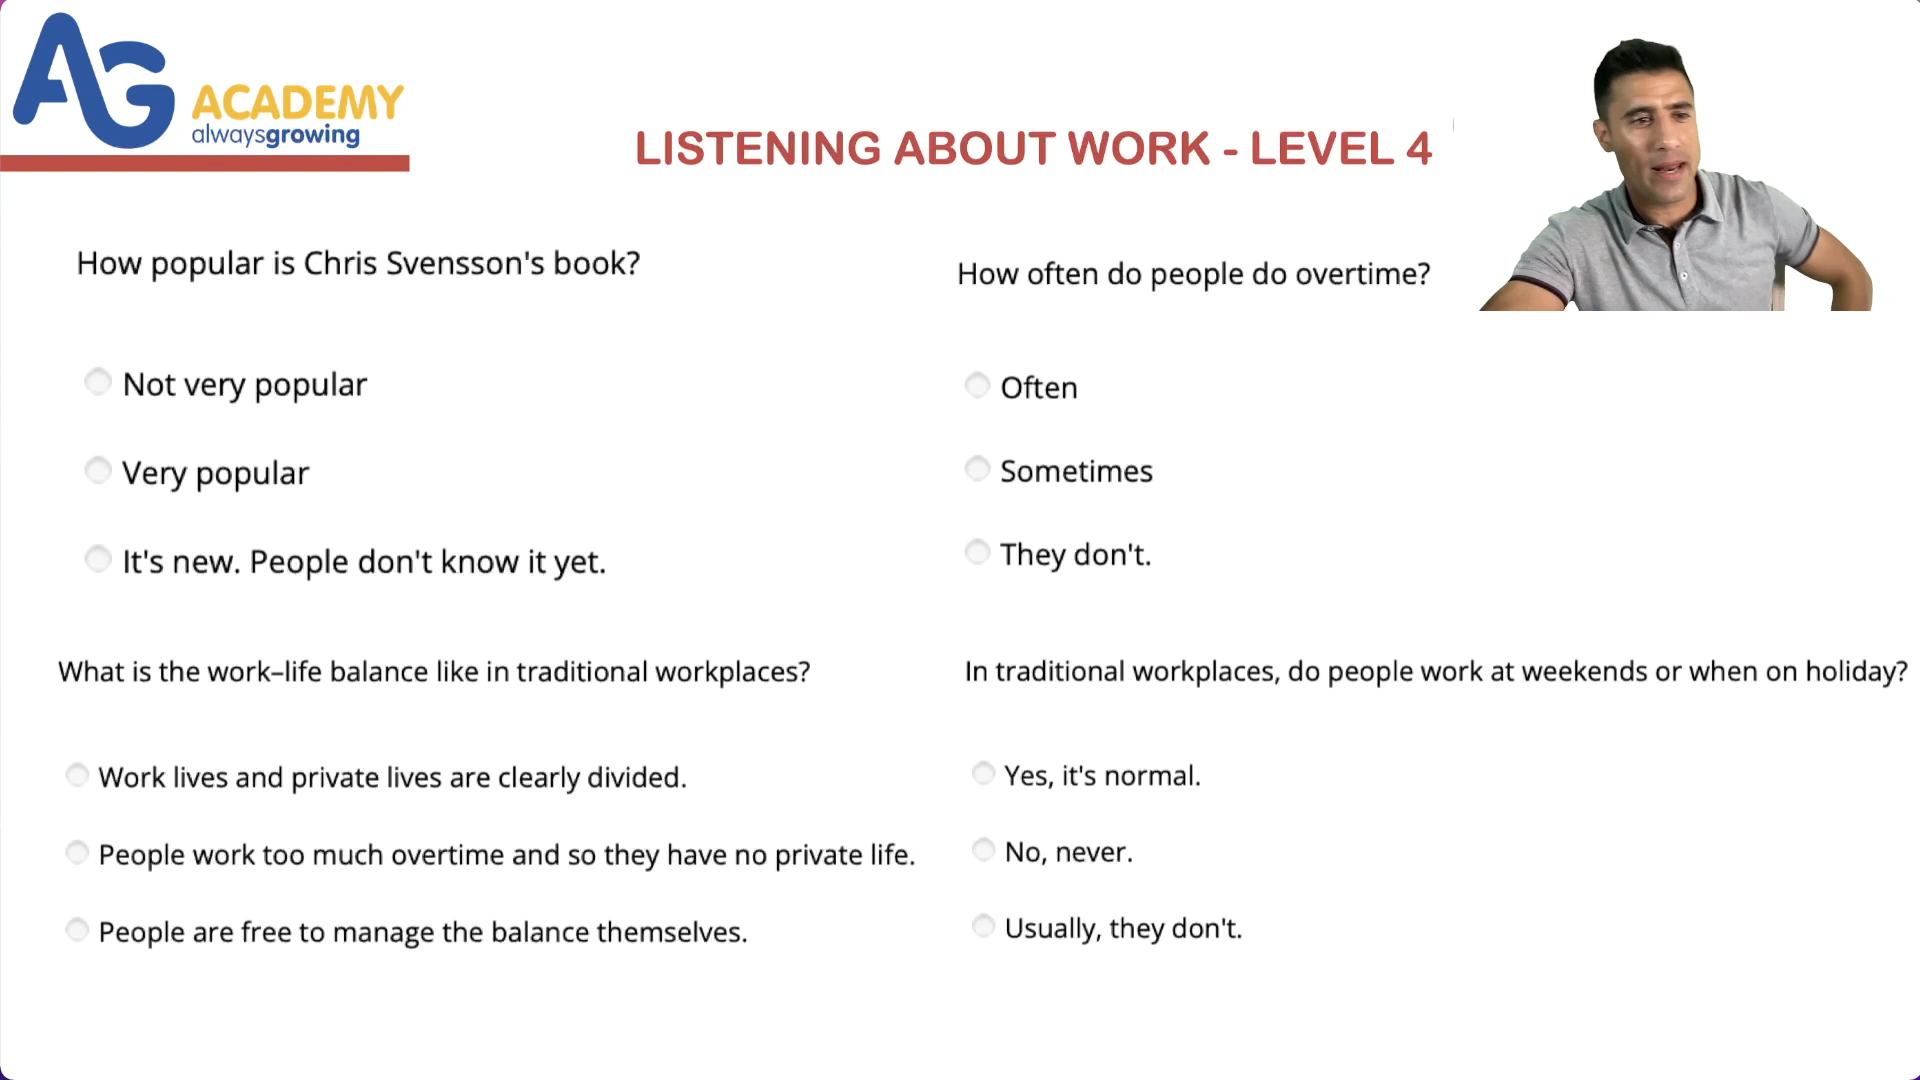 AG ACADEMY
alwaysgrowing
LISTENING ABOUT WORK - LEVEL 4
How popular is Chris Svensson's book?
Not very popular
Very popular
It's new. People don't know it yet.
How often do people do overtime?
Often
Sometimes
They don't.
What is the work–life balance like in traditional workplaces?
Work lives and private lives are clearly divided.
People work too much overtime and so they have no private life.
People are free to manage the balance themselves.
In traditional workplaces, do people work at weekends or when on holiday?
Yes, it's normal.
No, never.
Usually, they don't.